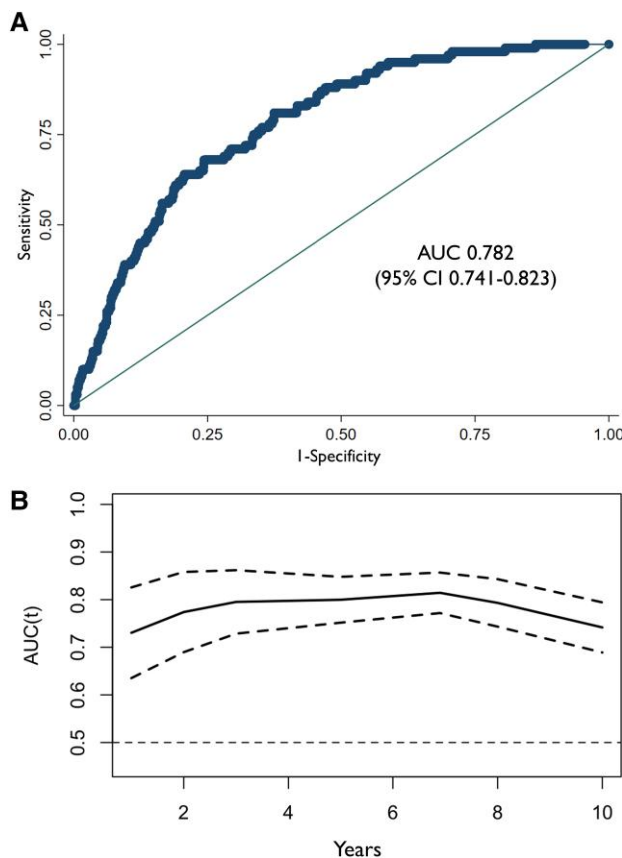 A
1.00
0.75
0.50
0.25
0.00
Sensitivity
AUC 0.782
(95% CI 0.741-0.823)
0.00 0.25 0.50 0.75 1.00
1-Specificity
B
1.0
0.9
0.8
0.7
0.6
0.5
AUC(t)
2 4 6 8 10
Years